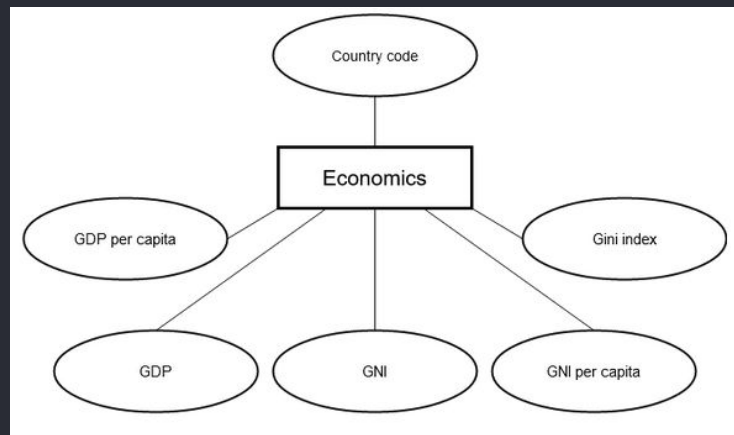 Country code
Economics
GDP per capita
Gini index
GDP
GNI
GNI per capita